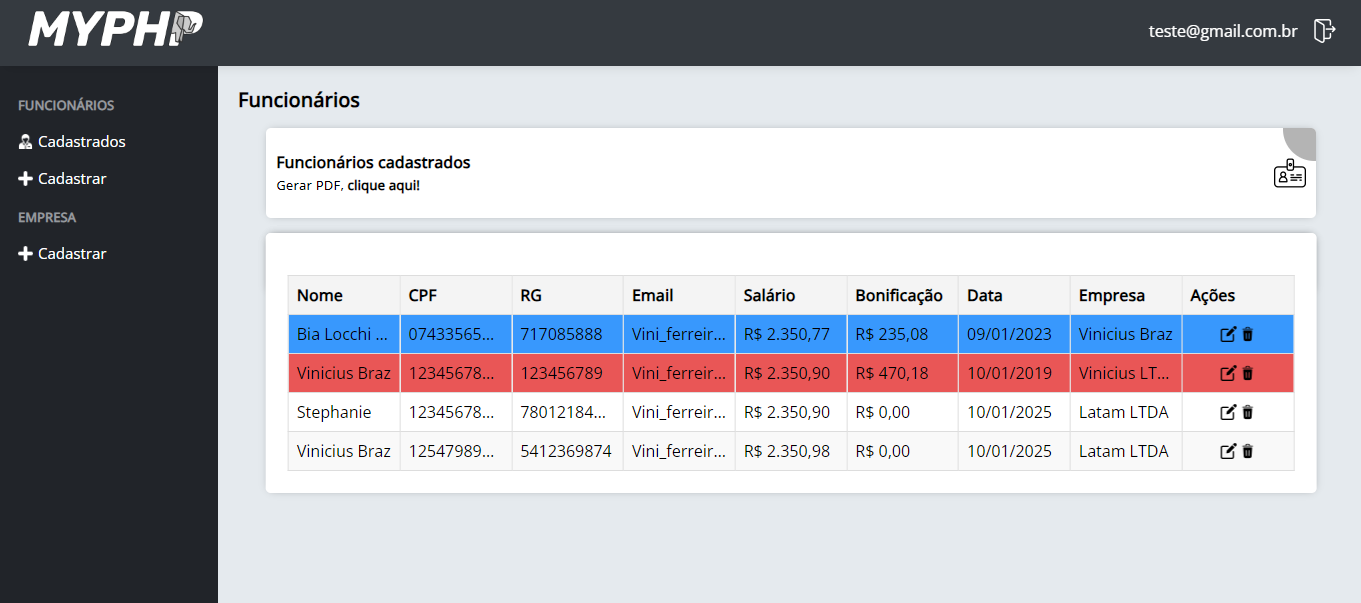 MYPHP
teste@gmail.com.br
FUNCIONÁRIOS
Cadastrados
Cadastrar
EMPRESA
Cadastrar
Funcionários
Funcionários cadastrados
Gerar PDF, clique aqui!
Nome CPF RG Email Salário Bonificação Data Empresa Ações
Bia Locchi ... 07433565... 717085888 Vini_ferreir... R$ 2.350,77 R$ 235,08 09/01/2023 Vinicius Braz
Vinicius Braz 12345678... 123456789 Vini_ferreir... R$ 2.350,90 R$ 470,18 10/01/2019 Vinicius LT...
Stephanie 12345678... 78012184... Vini_ferreir... R$ 2.350,90 R$ 0,00 10/01/2025 Latam LTDA
Vinicius Braz 12547989... 5412369874 Vini_ferreir... R$ 2.350,98 R$ 0,00 10/01/2025 Latam LTDA